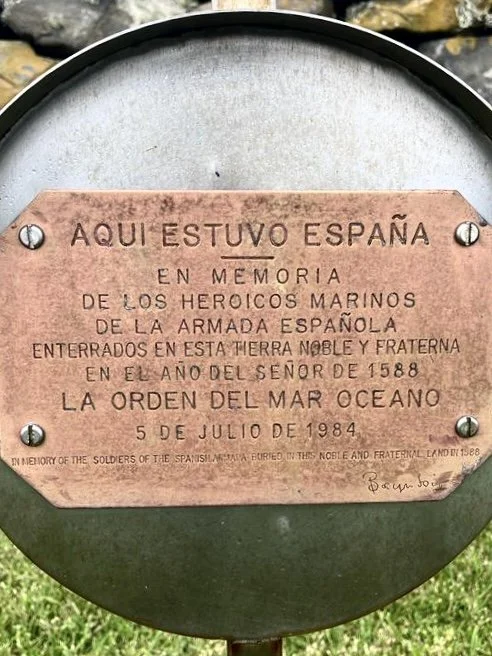 AQUI ESTUVO ESPAÑA
EN MEMORIA
DE LOS HEROICOS MARINOS
DE LA ARMADA ESPAÑOLA
ENTERRADOS EN ESTA TIERRA NOBLE Y FRATERNA
EN EL AÑO DEL SEÑOR DE 1588
LA ORDEN DEL MAR OCEANO
5 DE JULIO DE 1984
IN MEMORY OF THE SOLDIERS OF THE SPANISH ARMADA BURIED IN THIS NOBLE AND FRATERNAL LAND IN 1588